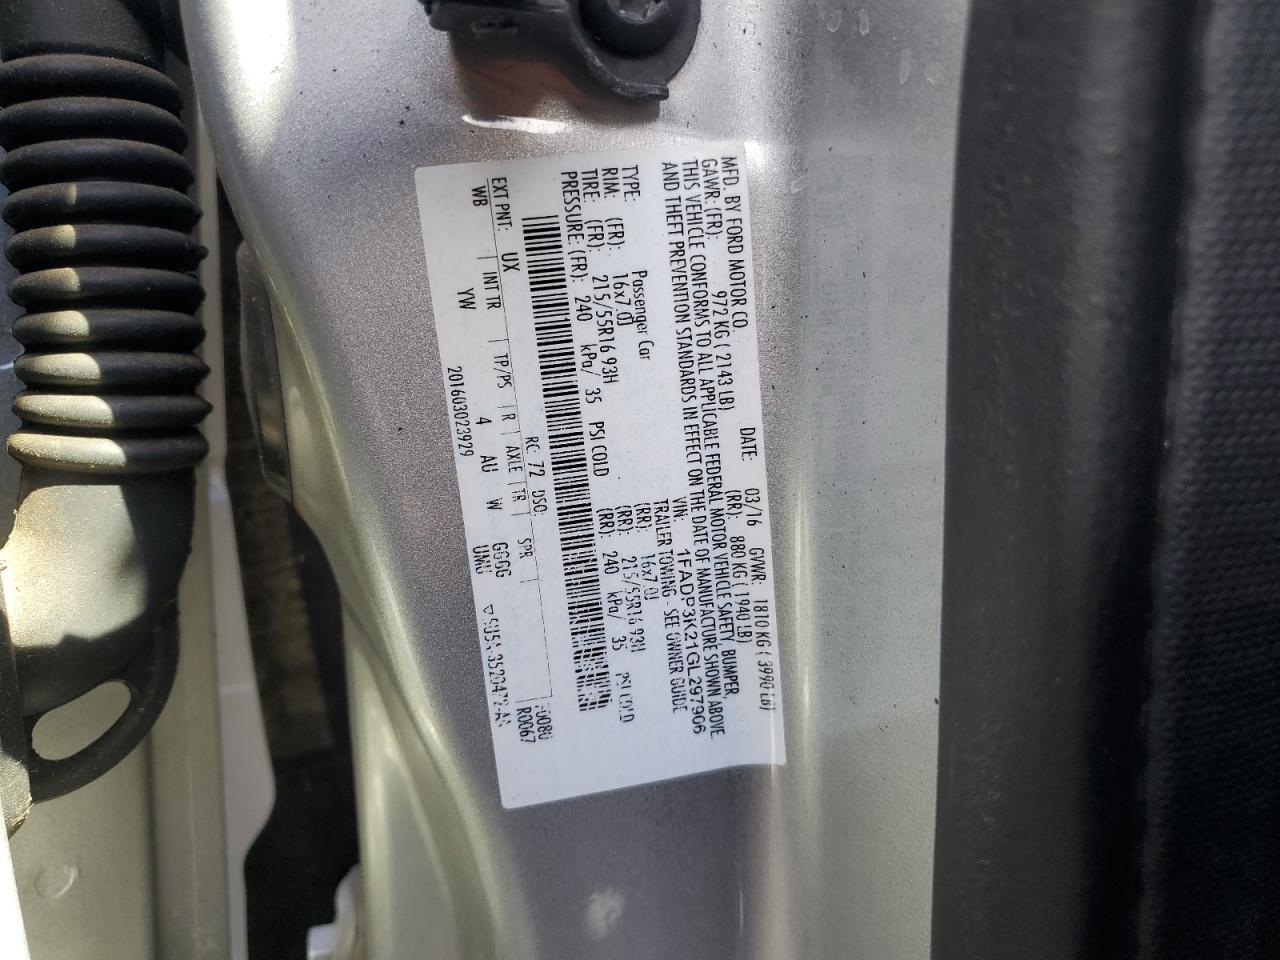 MFD. BY FORD MOTOR CO. DATE: 03/16 GVWR: 1810 KG ( 3990 LB)
GAWR: (FR): 972 KG ( 2143 LB) (RR): 880 KG ( 1940 LB)
THIS VEHICLE CONFORMS TO ALL APPLICABLE FEDERAL MOTOR VEHICLE SAFETY, BUMPER,
AND THEFT PREVENTION STANDARDS IN EFFECT ON THE DATE OF MANUFACTURE SHOWN ABOVE.
VIN: 1FADP3K21GL297966
TYPE: Passenger Car TRAILER TOWING - SEE OWNER GUIDE
RIM: (FR): 16x7.0J (RR): 16x7.0J
TIRE: (FR): 215/55R16 93H (RR): 215/55R16 93H
PRESSURE: (FR): 240 kPa/ 35 PSI COLD (RR): 240 kPa/ 35 PSI COLD
EXT PNT: UX RC: 72 DSO: R0067
WB INT TR TP/PS R AXLE TR SPR
YW 4 AU W GGGG
20160302 3929 UNU